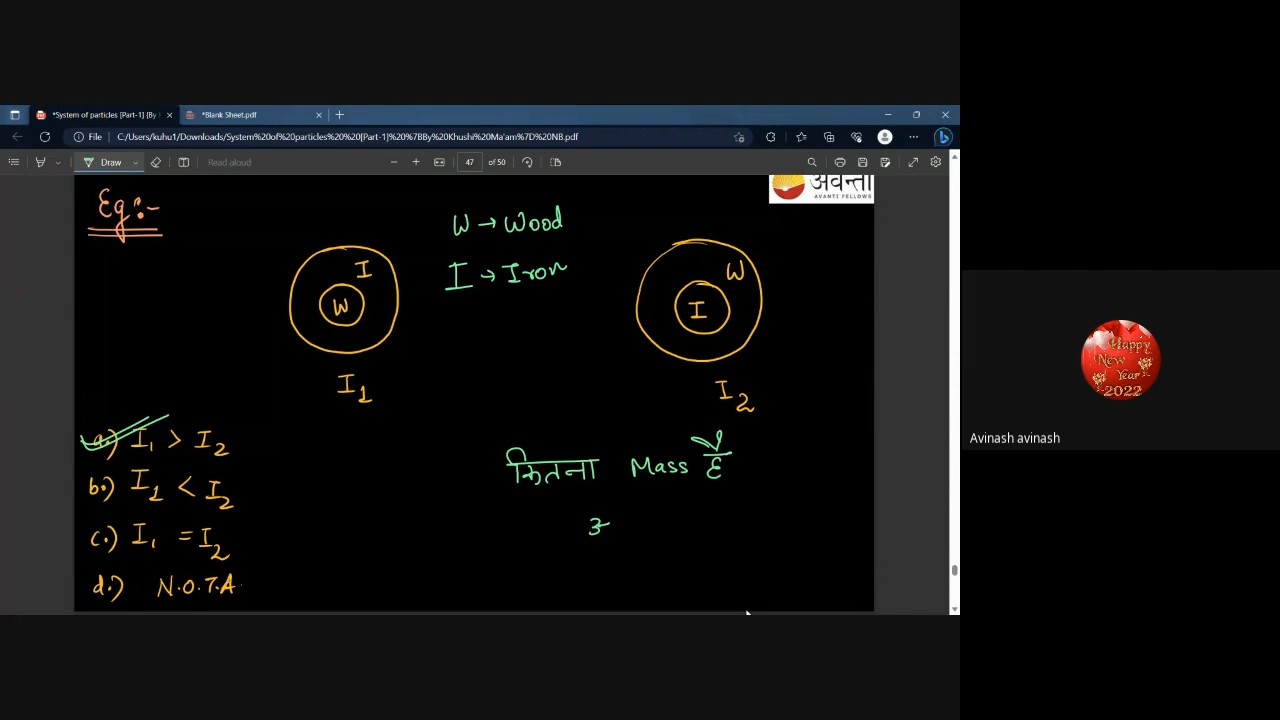 *System of particles [Part-1] [By
*Blank Sheet.pdf
File
C:/Users/kuhu1/Downloads/System%20of%20particles%20%20[Part-1]%20%7BBy%20Khushi%20Ma'am%7D%20NB.pdf
Draw
Read aloud
47 of 50
अवन्ती
AVANTI FELLOWS
Eg:-
W → Wood
I → Iron
I
W
W
I
I1
I2
a.) I1 > I2
b.) I1 < I2
c.) I1 = I2
d.) N.O.T.A.
कितना Mass है
Happy
New
Year
2022
Avinash avinash